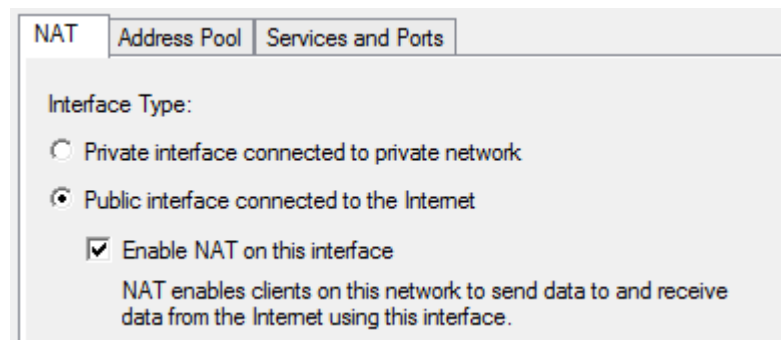 NAT
Address Pool
Services and Ports
Interface Type:
Private interface connected to private network
Public interface connected to the Internet
Enable NAT on this interface
NAT enables clients on this network to send data to and receive
data from the Internet using this interface.